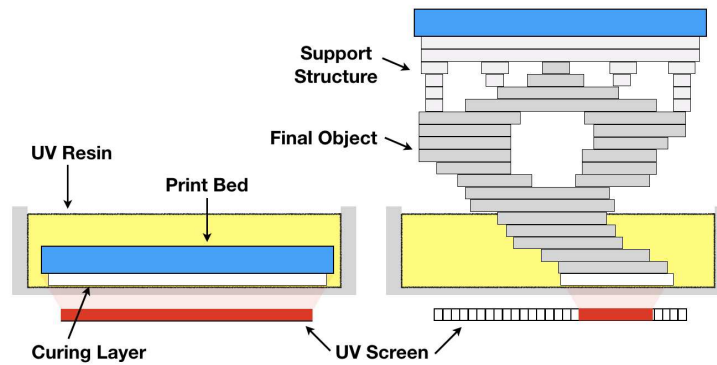 Support
Structure
Final Object
UV Resin
Print Bed
Curing Layer
UV Screen